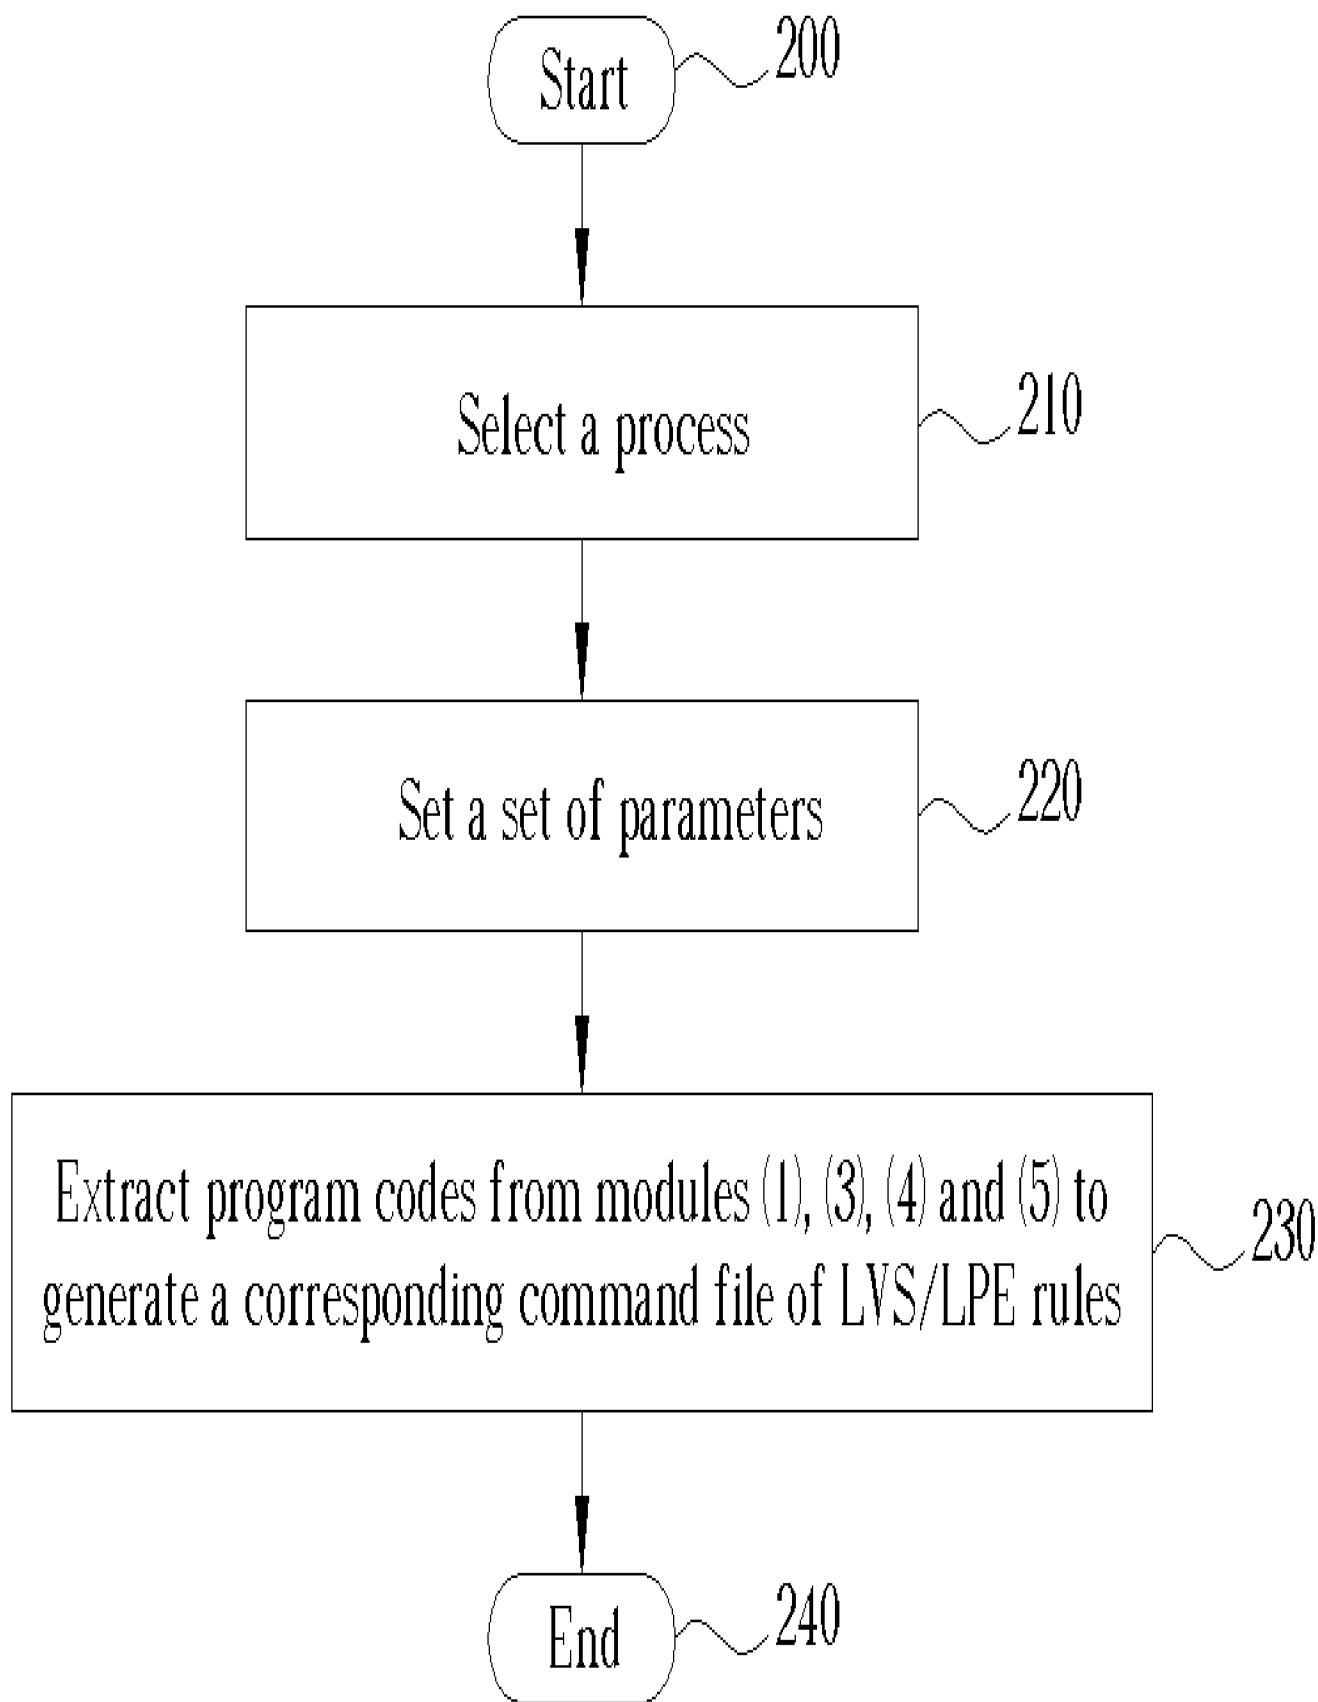 Start
200
Select a process
210
Set a set of parameters
220
Extract program codes from modules (1), (3), (4) and (5) to
generate a corresponding command file of LVS/LPE rules
230
End
240